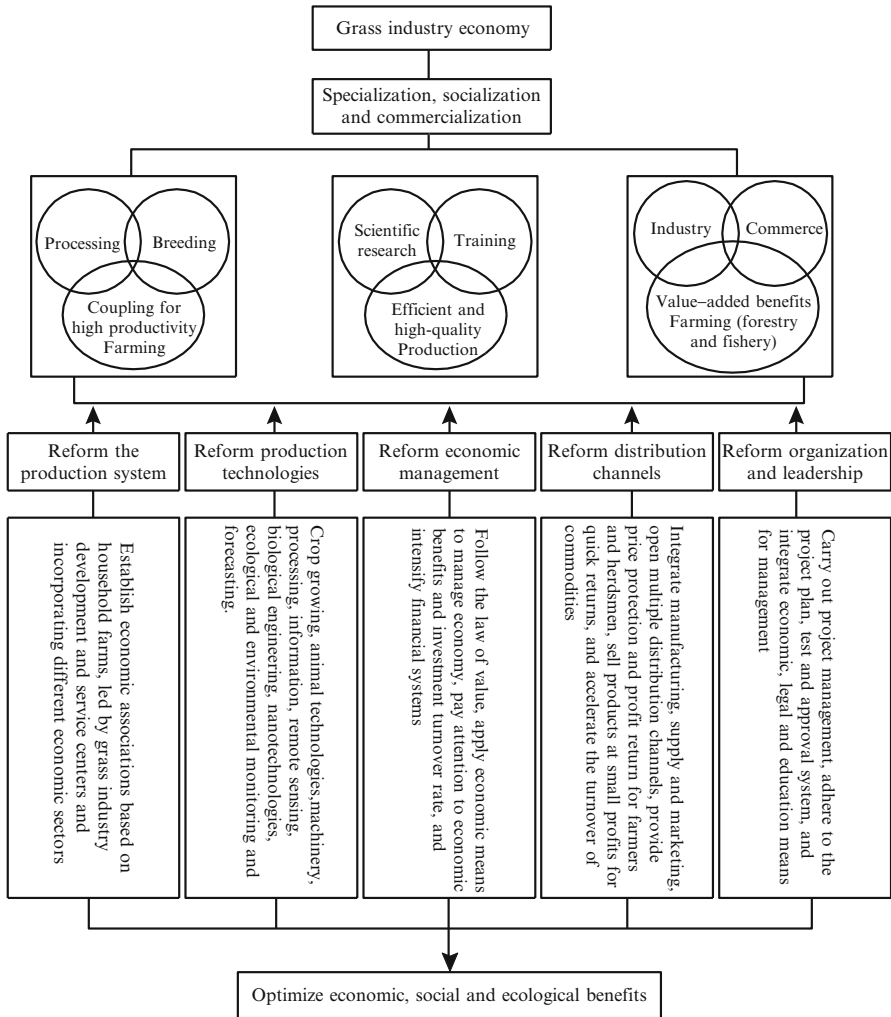 Grass industry economy
Specialization, socialization
and commercialization
Processing
Breeding
Coupling for
high productivity
Farming
Scientific
research
Training
Efficient and
high-quality
Production
Industry
Commerce
Value–added benefits
Farming (forestry
and fishery)
Reform the
production system
Reform production
technologies
Reform economic
management
Reform distribution
channels
Reform organization
and leadership
Establish economic associations based on
household farms, led by grass industry
development and service centers and
incorporating different economic sectors
Crop growing, animal technologies,machinery,
processing, information, remote sensing,
biological engineering, nanotechnologies,
ecological and environmental monitoring and
forecasting.
Follow the law of value, apply economic means
to manage economy, pay attention to economic
benefits and investment turnover rate, and
intensify financial systems
Integrate manufacturing, supply and marketing,
open multiple distribution channels, provide
price protection and profit return for farmers
and herdsmen, sell products at small profits for
quick returns, and accelerate the turnover of
commodities
Carry out project management, adhere to the
project plan, test and approval system, and
integrate economic, legal and education means
for management
Optimize economic, social and ecological benefits